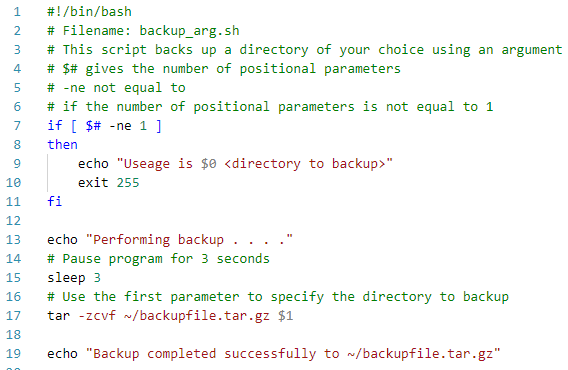 1 #!/bin/bash
2 # Filename: backup_arg.sh
3 # This script backs up a directory of your choice using an argument
4 # $# gives the number of positional parameters
5 # -ne not equal to
6 # if the number of positional parameters is not equal to 1
7 if [ $# -ne 1 ]
8 then
9     echo "Useage is $0 <directory to backup>"
10     exit 255
11 fi
12
13 echo "Performing backup . . . ."
14 # Pause program for 3 seconds
15 sleep 3
16 # Use the first parameter to specify the directory to backup
17 tar -zcvf ~/backupfile.tar.gz $1
18
19 echo "Backup completed successfully to ~/backupfile.tar.gz"